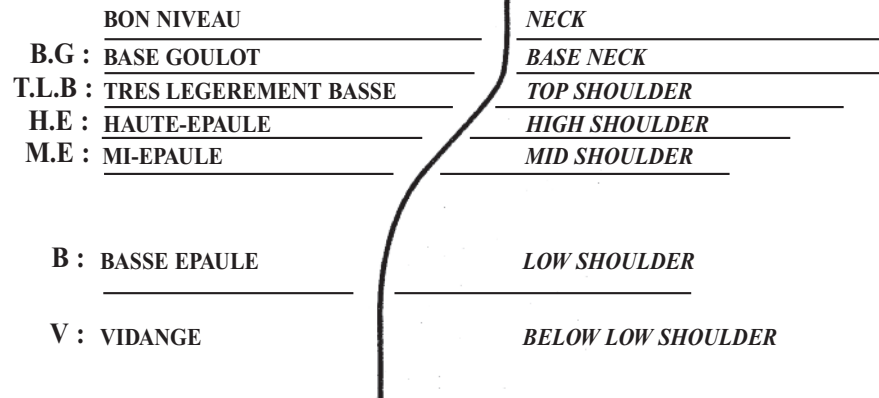 BON NIVEAU NECK
B.G : BASE GOULOT BASE NECK
T.L.B : TRES LEGEREMENT BASSE TOP SHOULDER
H.E : HAUTE-EPAULE HIGH SHOULDER
M.E : MI-EPAULE MID SHOULDER
B : BASSE EPAULE LOW SHOULDER
V : VIDANGE BELOW LOW SHOULDER